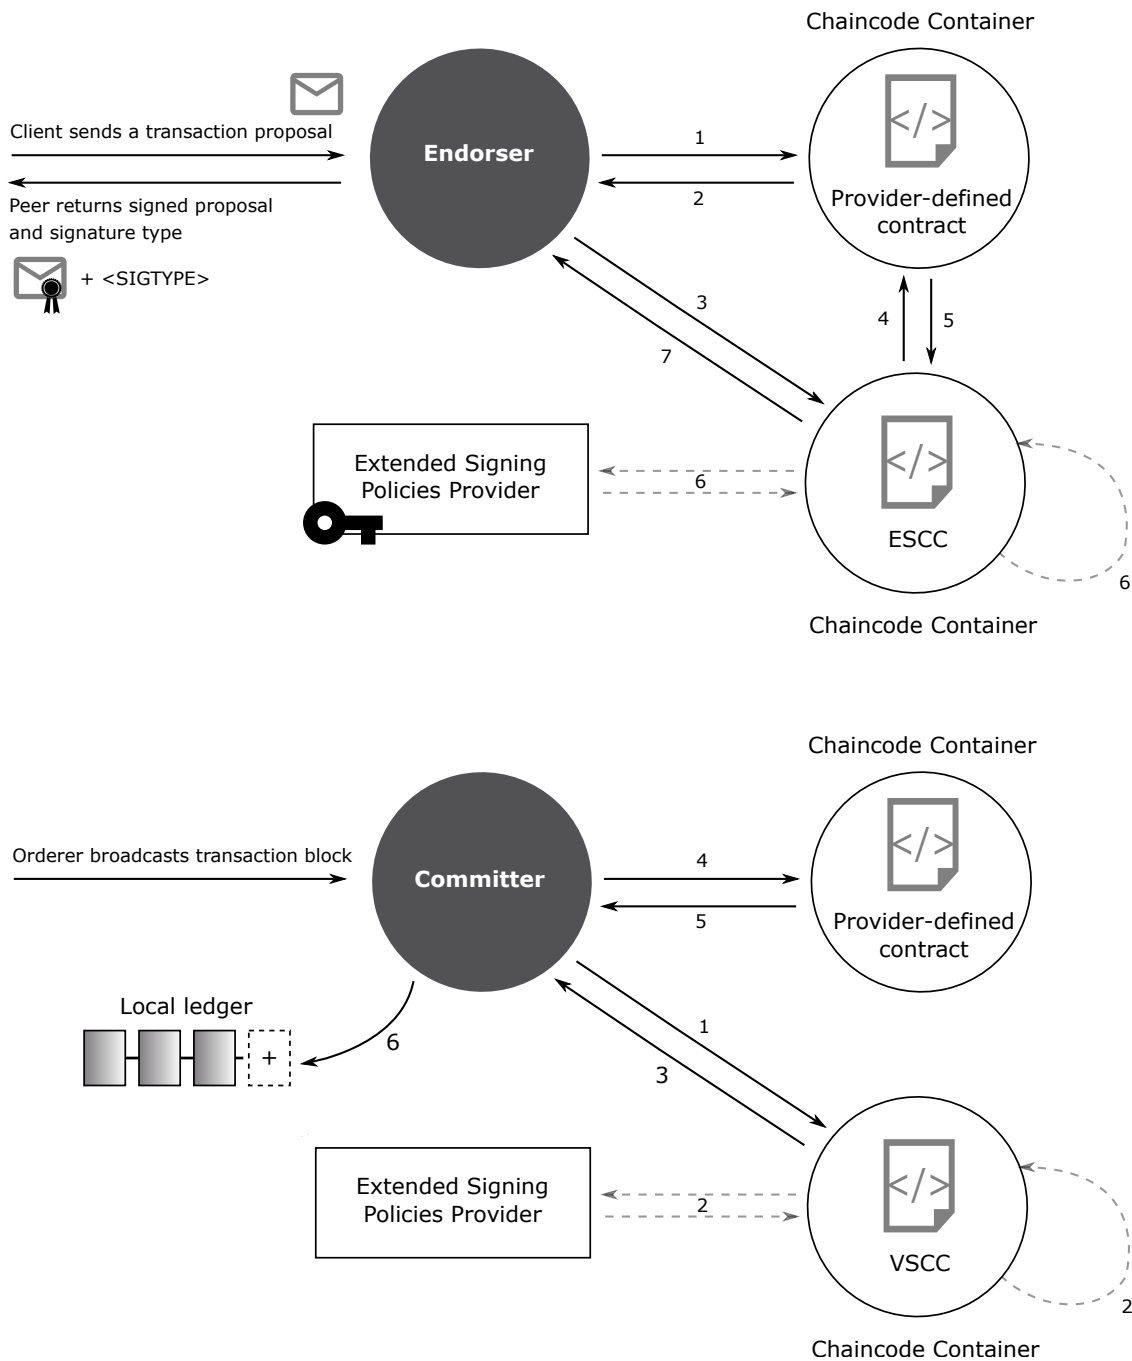 Chaincode Container
Client sends a transaction proposal
Endorser
1
2
</>
Provider-defined
contract
Peer returns signed proposal
and signature type
+ <SIGTYPE>
3
7
4
5
Extended Signing
Policies Provider
6
</>
ESCC
6
Chaincode Container
Chaincode Container
Orderer broadcasts transaction block
Committer
4
5
</>
Provider-defined
contract
Local ledger
+
6
1
3
Extended Signing
Policies Provider
2
</>
VSCC
2
Chaincode Container